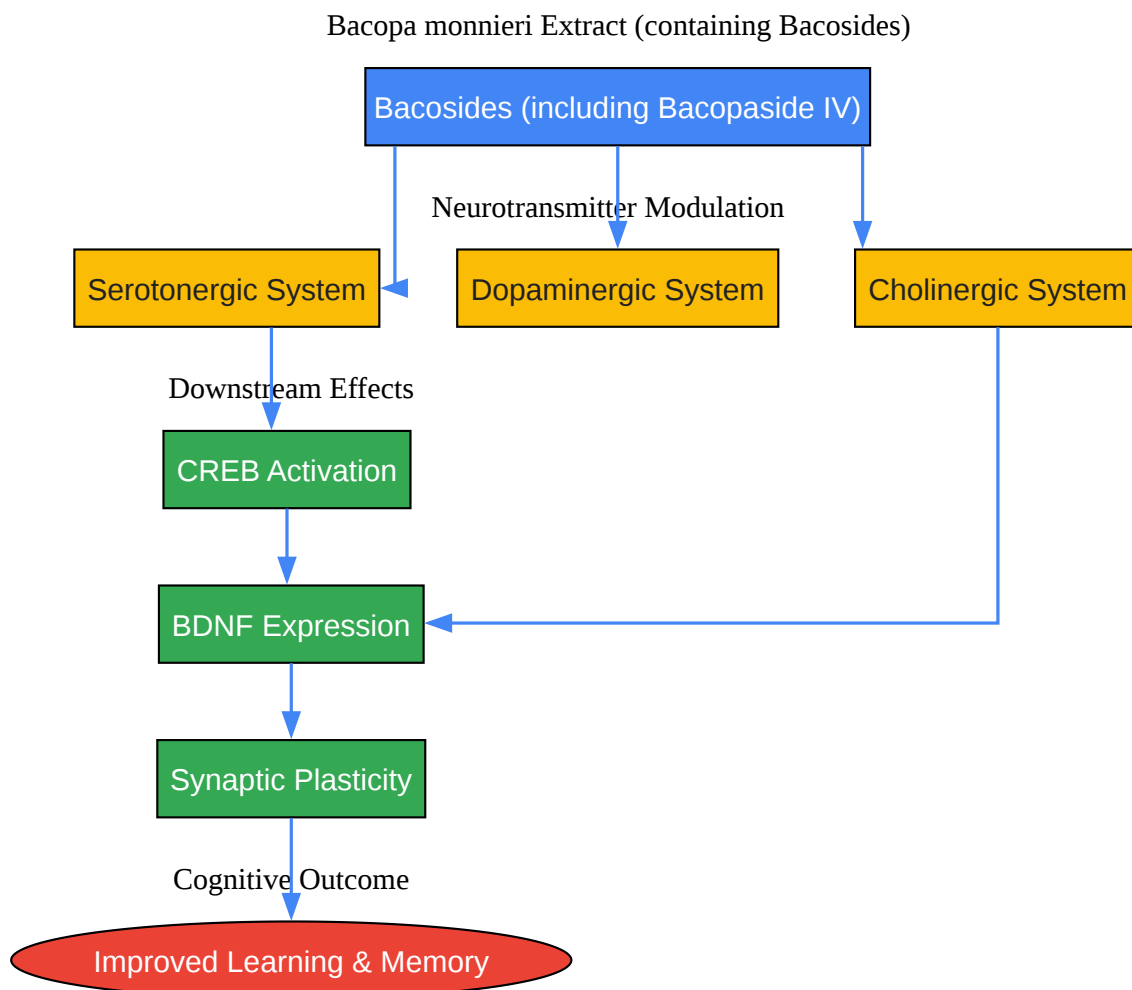 Bacopa monnieri Extract (containing Bacosides)
Bacosides (including Bacopaside IV)
Neurotransmitter Modulation
Serotonergic System
Dopaminergic System
Cholinergic System
Downstream Effects
CREB Activation
BDNF Expression
Synaptic Plasticity
Cognitive Outcome
Improved Learning & Memory